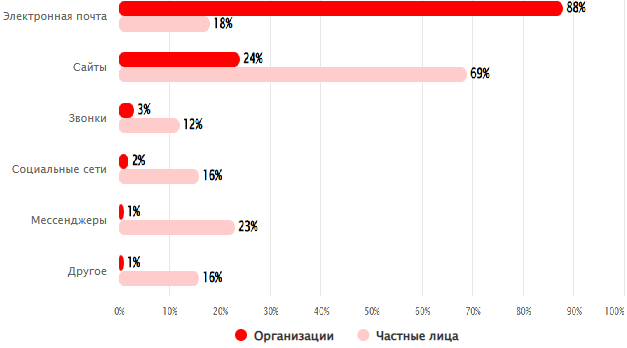 Электронная почта
88%
18%
Сайты
24%
69%
Звонки
3%
12%
Социальные сети
2%
16%
Мессенджеры
1%
23%
Другое
1%
16%
0% 10% 20% 30% 40% 50% 60% 70% 80% 90% 100%
Организации Частные лица